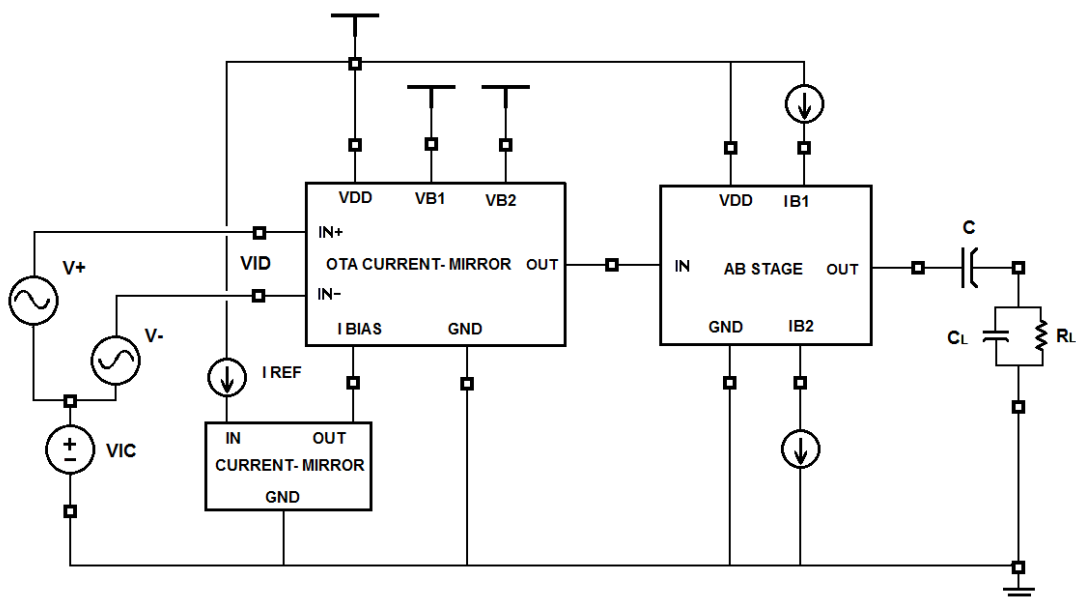 VDD VB1 VB2
VDD IB1
IN+
V+
VID
OTA CURRENT- MIRROR OUT
IN AB STAGE OUT
C
IN−
V-
I BIAS GND
GND IB2
CL RL
I REF
IN OUT
VIC
CURRENT- MIRROR
GND